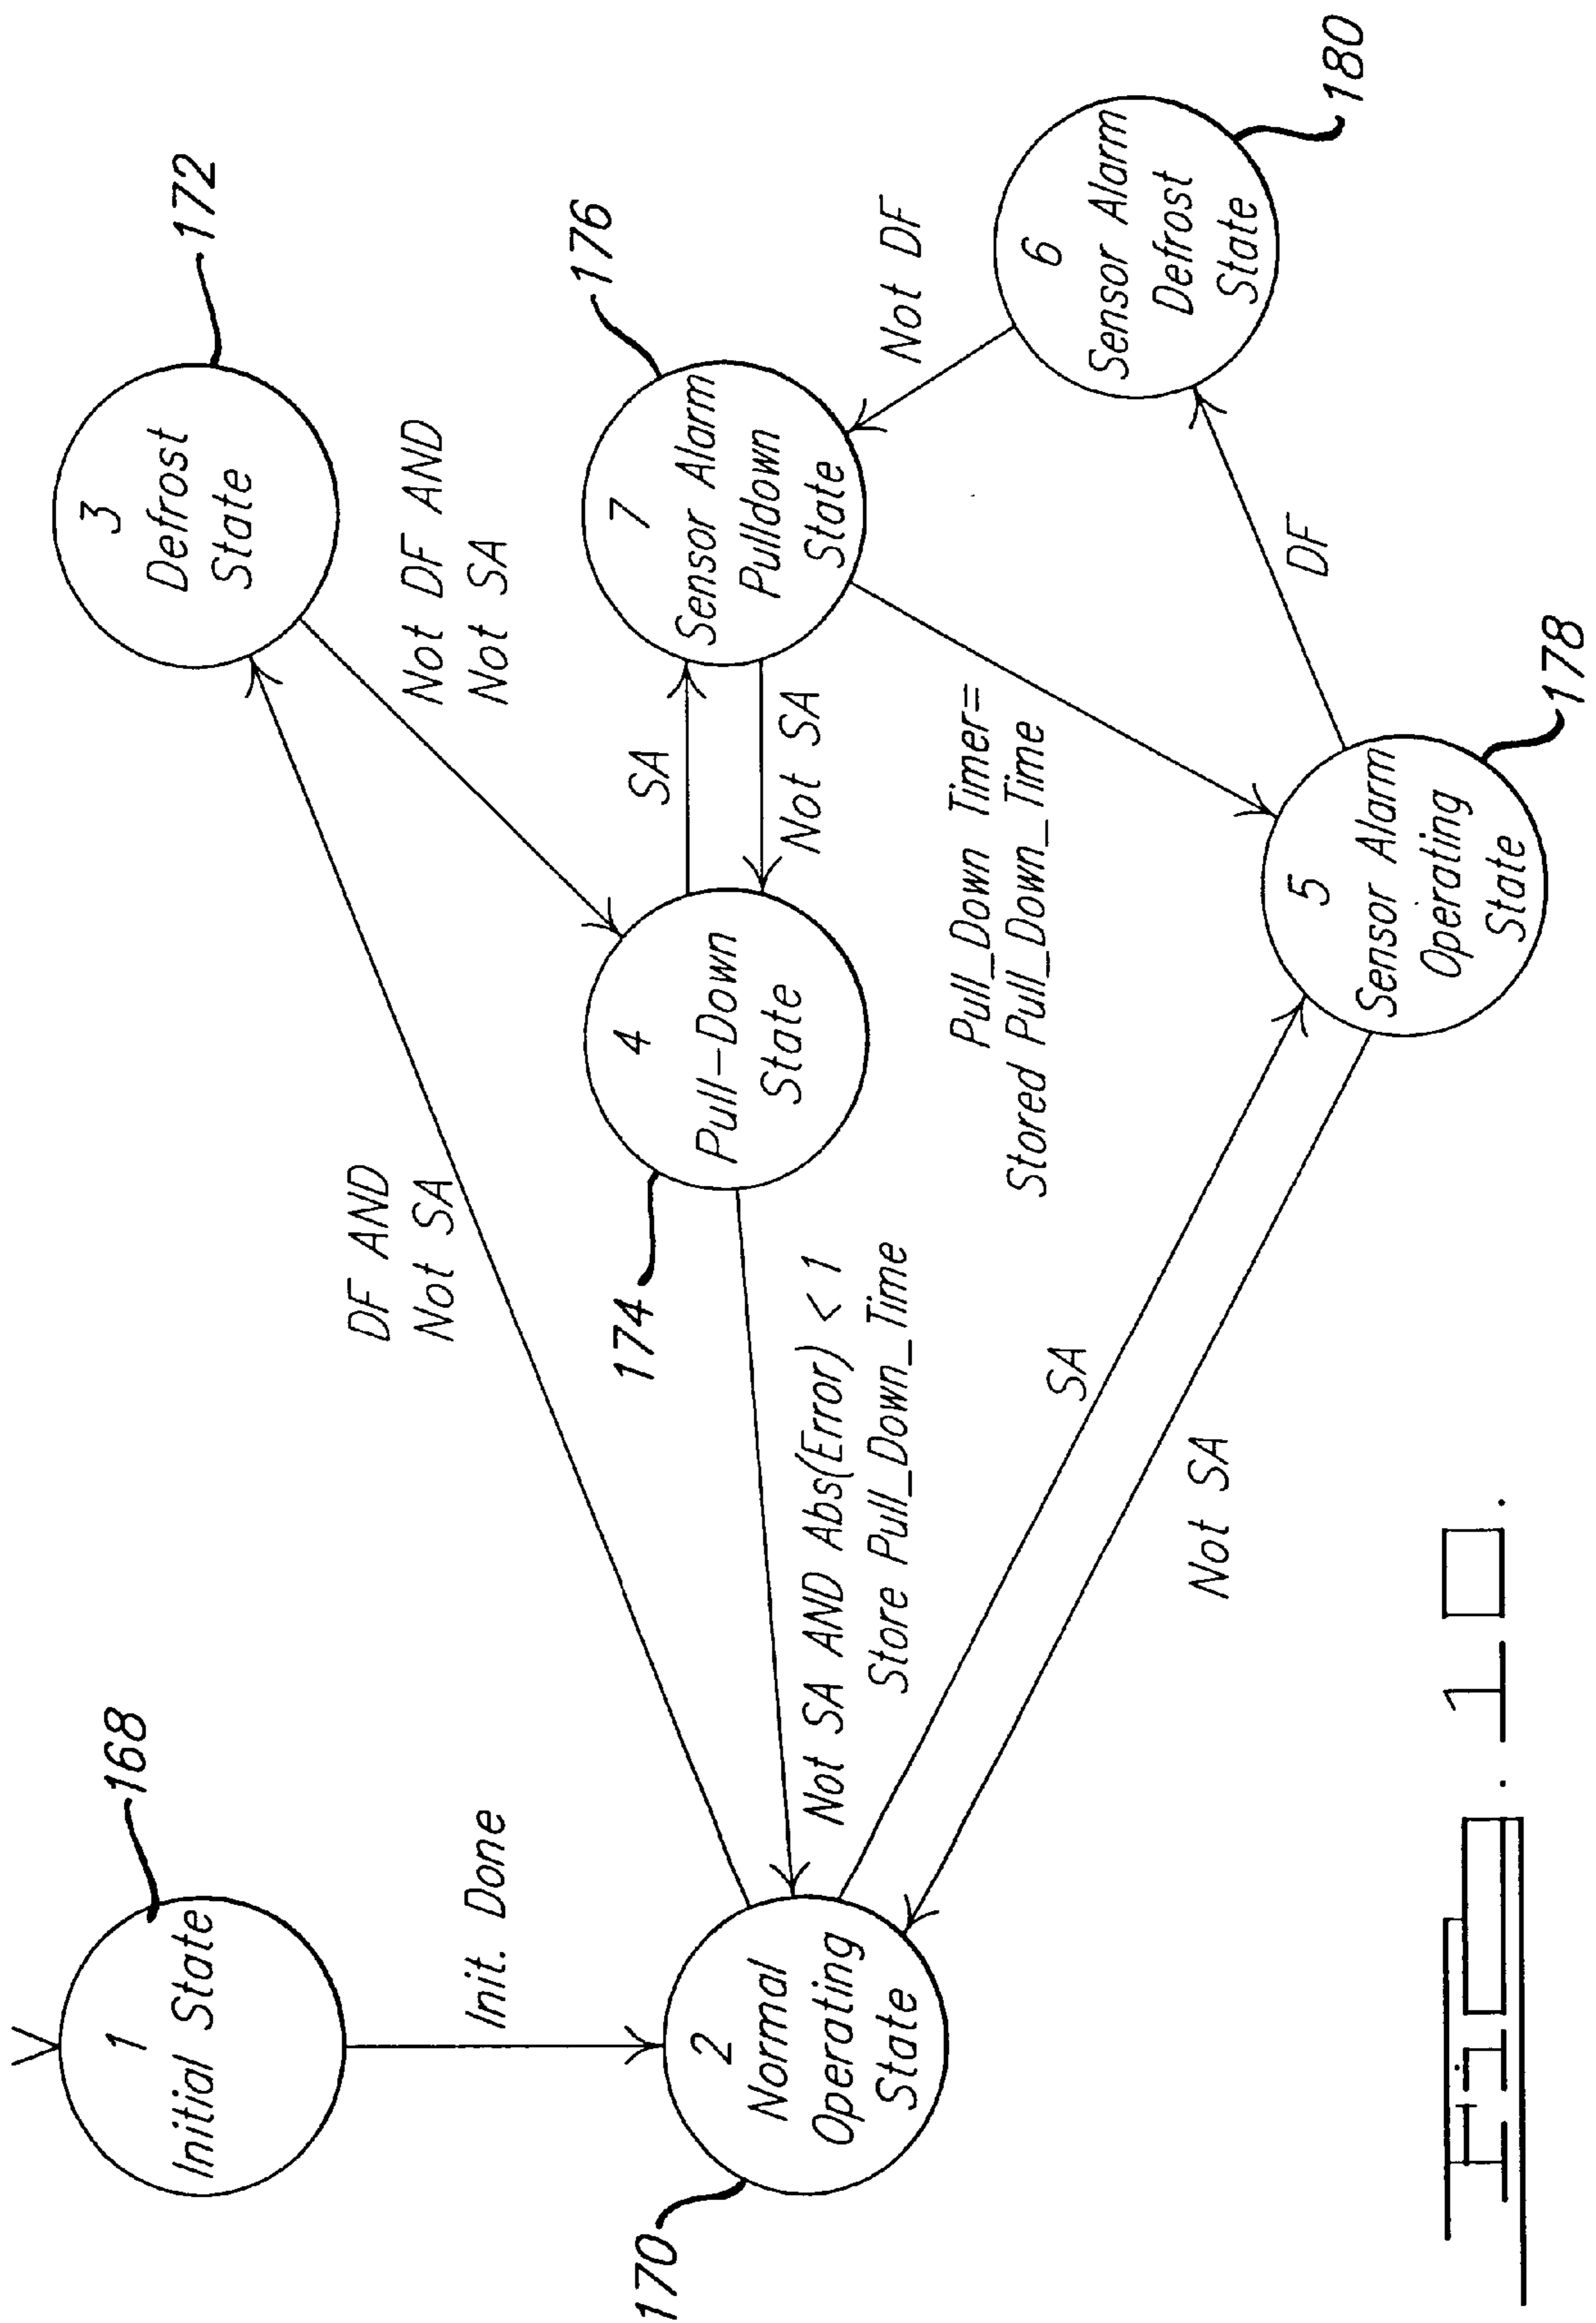 168
1
Initial State
Init. Done
170
2
Normal
Operating
State
DF AND
Not SA
172
3
Defrost
State
Not DF AND
Not SA
174
4
Pull-Down
State
SA
Not SA
176
7
Sensor Alarm
Pulldown
State
Not SA AND Abs(Error) < 1
Store Pull_Down_Time
Pull_Down Timer=
Stored Pull_Down_Time
Not DF
180
6
Sensor Alarm
Defrost
State
SA
Not SA
DF
178
5
Sensor Alarm
Operating
State
Fig. 10.